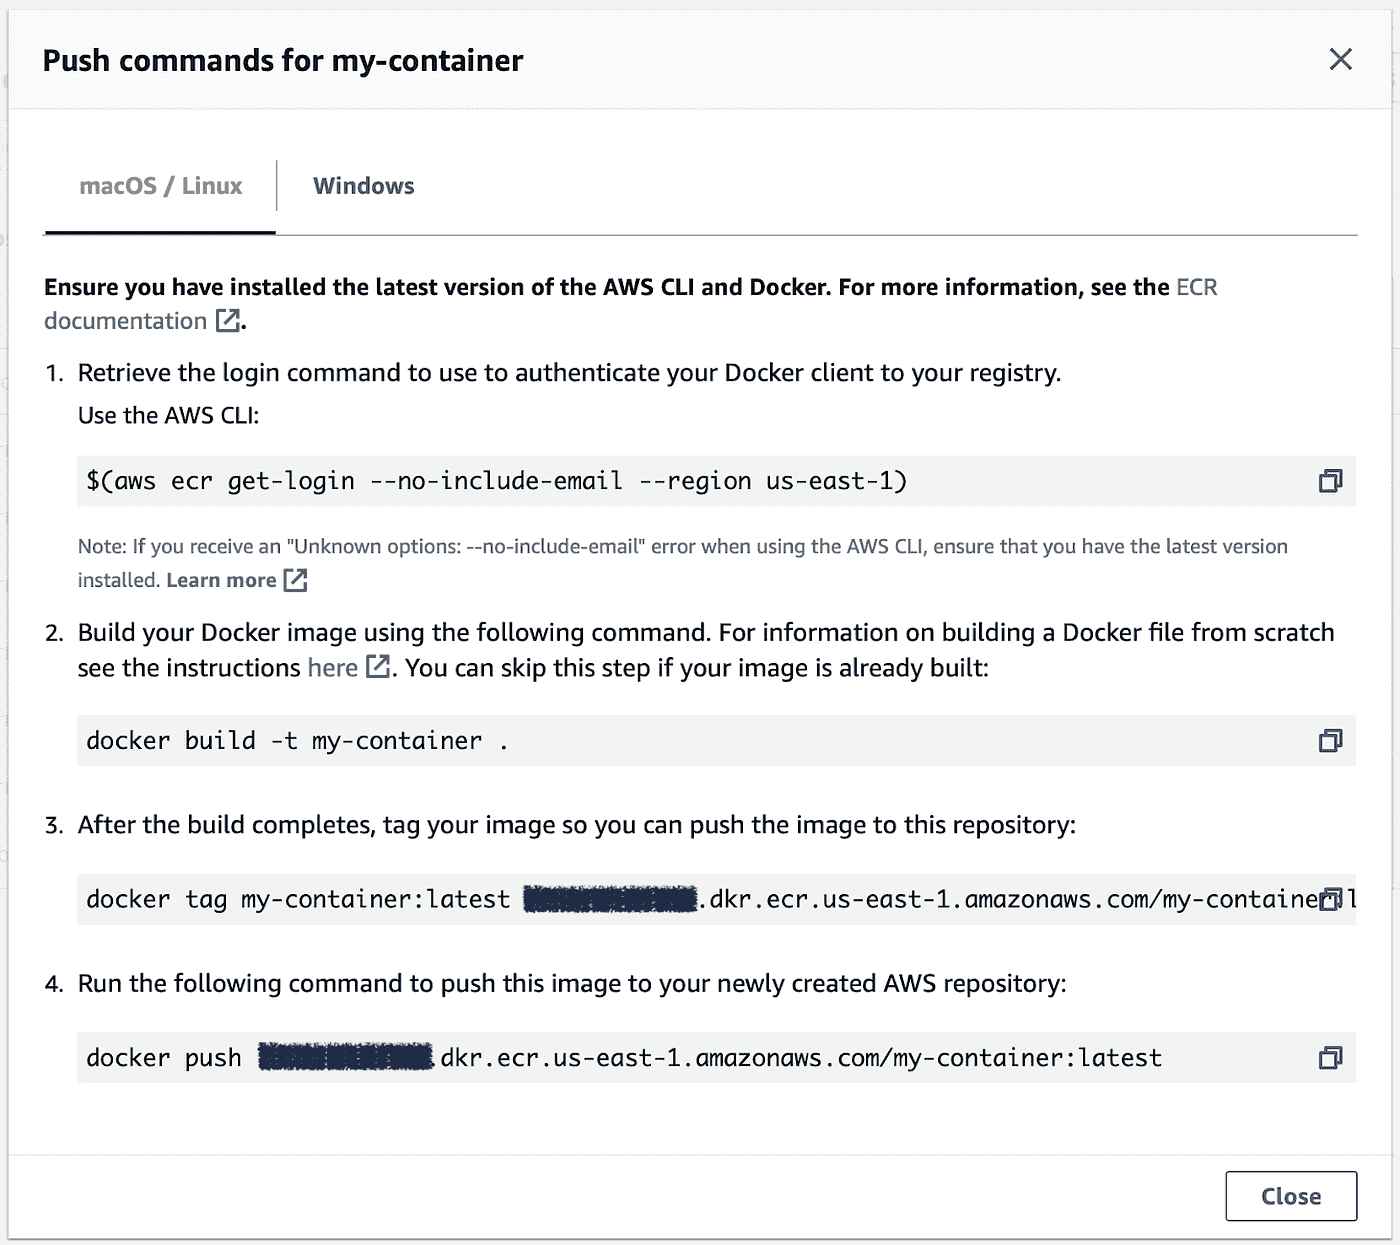 Push commands for my-container
macOS / Linux
Windows
Ensure you have installed the latest version of the AWS CLI and Docker. For more information, see the ECR
documentation.
1. Retrieve the login command to use to authenticate your Docker client to your registry.
Use the AWS CLI:
$(aws ecr get-login --no-include-email --region us-east-1)
Note: If you receive an "Unknown options: --no-include-email" error when using the AWS CLI, ensure that you have the latest version
installed. Learn more
2. Build your Docker image using the following command. For information on building a Docker file from scratch
see the instructions here. You can skip this step if your image is already built:
docker build -t my-container .
3. After the build completes, tag your image so you can push the image to this repository:
docker tag my-container:latest .dkr.ecr.us-east-1.amazonaws.com/my-container:l
4. Run the following command to push this image to your newly created AWS repository:
docker push .dkr.ecr.us-east-1.amazonaws.com/my-container:latest
Close